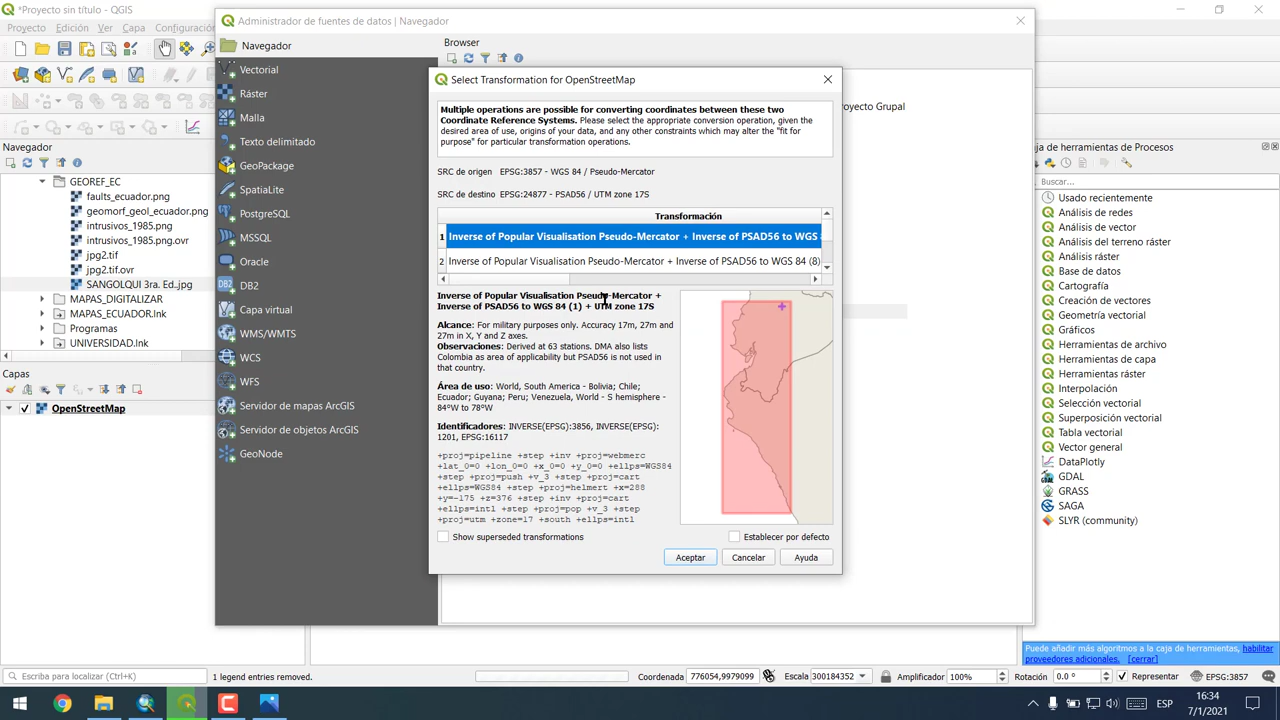 *Proyecto sin título - QGIS
Proyecto Edición Ver Capa Configuración
Navegador
GEOREF_EC
faults_ecuador.png
geomorf_geol_ecuador.png
intrusivos_1985.png
intrusivos_1985.png.ovr
jpg2.tif
jpg2.tif.ovr
SANGOLQUI 3ra. Ed..jpg
MAPAS_DIGITALIZAR
MAPAS_ECUADOR.lnk
Programas
UNIVERSIDAD.lnk
Capas
OpenStreetMap
Administrador de fuentes de datos | Navegador
Navegador
Vectorial
Ráster
Malla
Texto delimitado
GeoPackage
SpatiaLite
PostgreSQL
MSSQL
Oracle
DB2
Capa virtual
WMS/WMTS
WCS
WFS
Servidor de mapas ArcGIS
Servidor de objetos ArcGIS
GeoNode
Browser
royecto Grupal
Select Transformation for OpenStreetMap
Multiple operations are possible for converting coordinates between these two
Coordinate Reference Systems. Please select the appropriate conversion operation, given the
desired area of use, origins of your data, and any other constraints which may alter the "fit for
purpose" for particular transformation operations.
SRC de origen EPSG:3857 - WGS 84 / Pseudo-Mercator
SRC de destino EPSG:24877 - PSAD56 / UTM zone 17S
Transformación
1 Inverse of Popular Visualisation Pseudo-Mercator + Inverse of PSAD56 to WGS 8
2 Inverse of Popular Visualisation Pseudo-Mercator + Inverse of PSAD56 to WGS 84 (8)
Inverse of Popular Visualisation Pseudo-Mercator +
Inverse of PSAD56 to WGS 84 (1) + UTM zone 17S
Alcance: For military purposes only. Accuracy 17m, 27m and
27m in X, Y and Z axes.
Observaciones: Derived at 63 stations. DMA also lists
Colombia as area of applicability but PSAD56 is not used in
that country.
Área de uso: World, South America - Bolivia; Chile;
Ecuador; Guyana; Peru; Venezuela, World - S hemisphere -
84°W to 78°W
Identificadores: INVERSE(EPSG):3856, INVERSE(EPSG):
1201, EPSG:16117
+proj=pipeline +step +inv +proj=webmerc
+lat_0=0 +lon_0=0 +x_0=0 +y_0=0 +ellps=WGS84
+step +proj=push +v_3 +step +proj=cart
+ellps=WGS84 +step +proj=helmert +x=288
+y=-175 +z=376 +step +inv +proj=cart
+ellps=intl +step +proj=pop +v_3 +step
+proj=utm +zone=17 +south +ellps=intl
Show superseded transformations
Establecer por defecto
Aceptar Cancelar Ayuda
ja de herramientas de Procesos
Buscar...
Usado recientemente
Análisis de redes
Análisis de vector
Análisis del terreno ráster
Análisis ráster
Base de datos
Cartografía
Creación de vectores
Geometría vectorial
Gráficos
Herramientas de archivo
Herramientas de capa
Herramientas ráster
Interpolación
Selección vectorial
Superposición vectorial
Tabla vectorial
Vector general
DataPlotly
GDAL
GRASS
SAGA
SLYR (community)
Puede añadir más algoritmos a la caja de herramientas, habilitar
proveedores adicionales. [cerrar]
Escriba para localizar (Ctrl+K) 1 legend entries removed. Coordenada 776054,9979099 Escala 300184352 Amplificador 100% Rotación 0.0 ° Representar EPSG:3857
ESP
16:34
7/1/2021